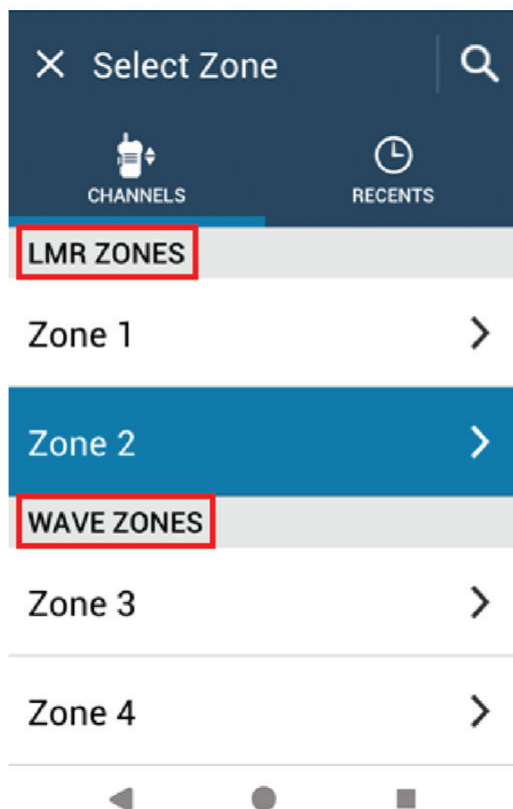 Select Zone
CHANNELS
RECENTS
LMR ZONES
Zone 1
Zone 2
WAVE ZONES
Zone 3
Zone 4